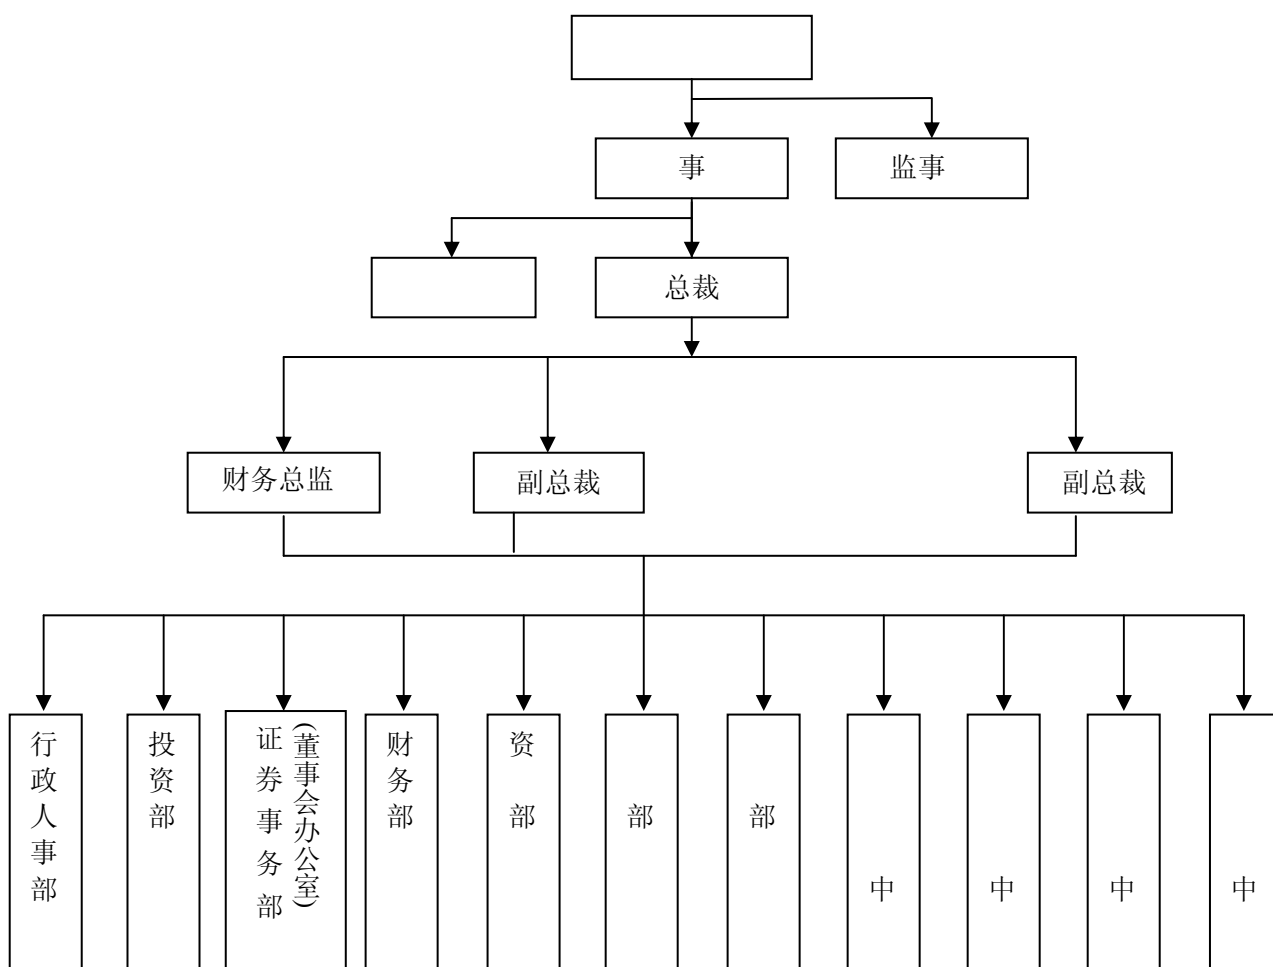 事
监事
总裁
财务总监
副总裁
副总裁
行政人事部
投资部
证券事务部
(董事会办公室)
财务部
资 部
部
部
中
中
中
中